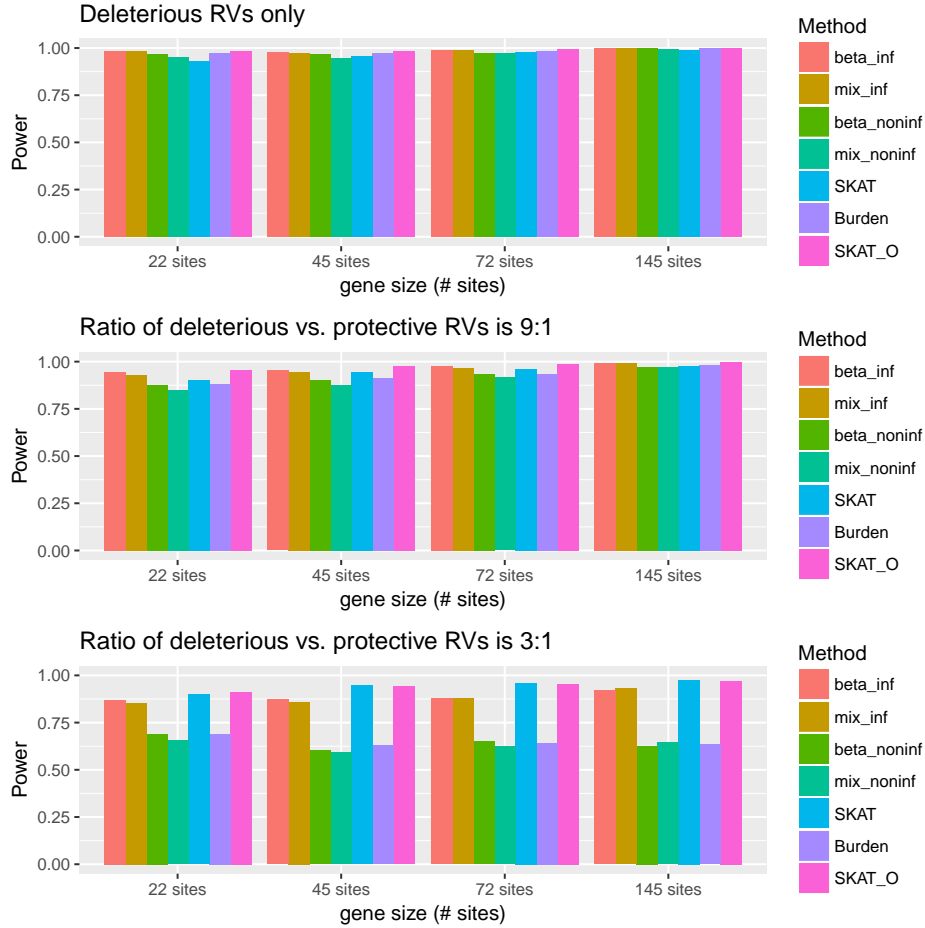 Deleterious RVs only
Power
1.00
0.75
0.50
0.25
0.00
22 sites
45 sites
72 sites
145 sites
gene size (# sites)
Method
beta_inf
mix_inf
beta_noninf
mix_noninf
SKAT
Burden
SKAT_O
Ratio of deleterious vs. protective RVs is 9:1
Power
1.00
0.75
0.50
0.25
0.00
22 sites
45 sites
72 sites
145 sites
gene size (# sites)
Method
beta_inf
mix_inf
beta_noninf
mix_noninf
SKAT
Burden
SKAT_O
Ratio of deleterious vs. protective RVs is 3:1
Power
1.00
0.75
0.50
0.25
0.00
22 sites
45 sites
72 sites
145 sites
gene size (# sites)
Method
beta_inf
mix_inf
beta_noninf
mix_noninf
SKAT
Burden
SKAT_O